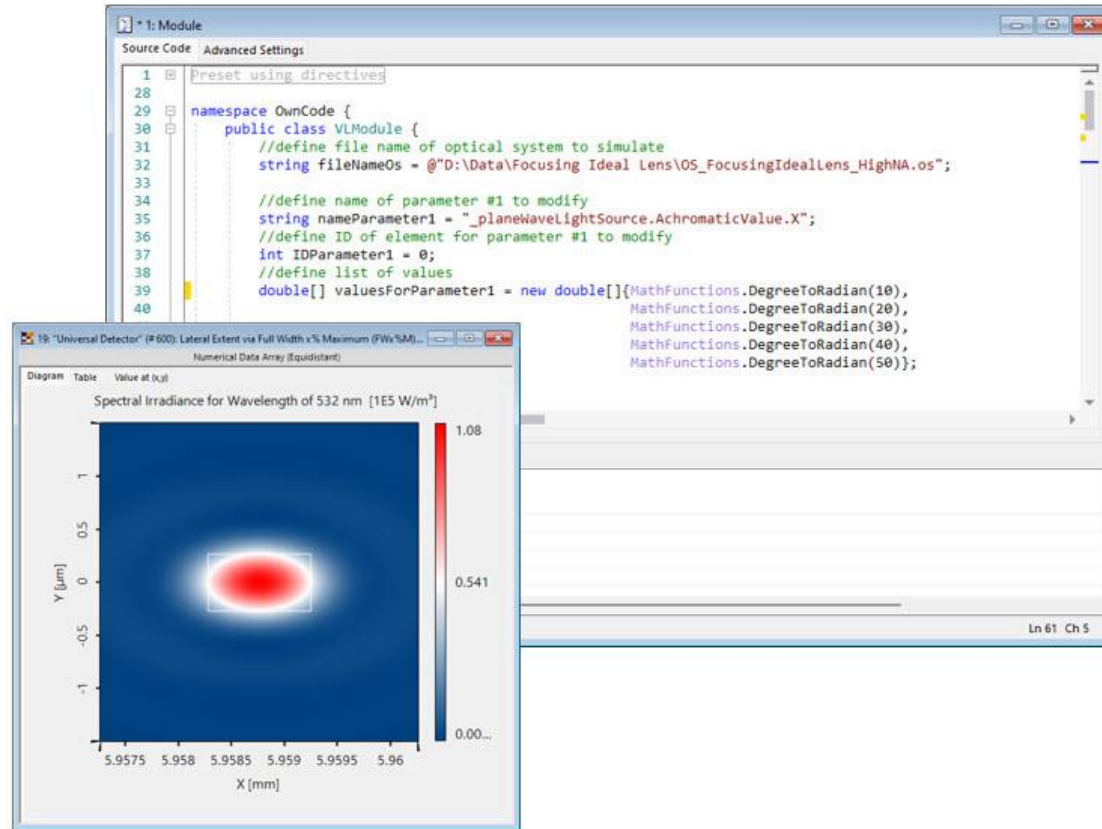 * 1: Module
Source Code Advanced Settings
1 Preset using directives
28
29 namespace OwnCode {
30 public class VLModule {
31 //define file name of optical system to simulate
32 string fileNameOs = @"D:\Data\Focusing Ideal Lens\OS_FocusingIdealLens_HighNA.os";
33
34 //define name of parameter #1 to modify
35 string nameParameter1 = "_planeWaveLightSource.AchromaticValue.X";
36 //define ID of element for parameter #1 to modify
37 int IDParameter1 = 0;
38 //define list of values
39 double[] valuesForParameter1 = new double[]{MathFunctions.DegreeToRadian(10),
40 MathFunctions.DegreeToRadian(20),
MathFunctions.DegreeToRadian(30),
MathFunctions.DegreeToRadian(40),
MathFunctions.DegreeToRadian(50)};
Ln 61 Ch 5
19: "Universal Detector" (#600): Lateral Extent via Full Width x% Maximum (FWx%M)...
Numerical Data Array (Equidistant)
Diagram Table Value at (x,y)
Spectral Irradiance for Wavelength of 532 nm [1E5 W/m³]
1.08
0.541
0.00...
1
0.5
0
-0.5
-1
Y [µm]
5.9575 5.958 5.9585 5.959 5.9595 5.96
X [mm]